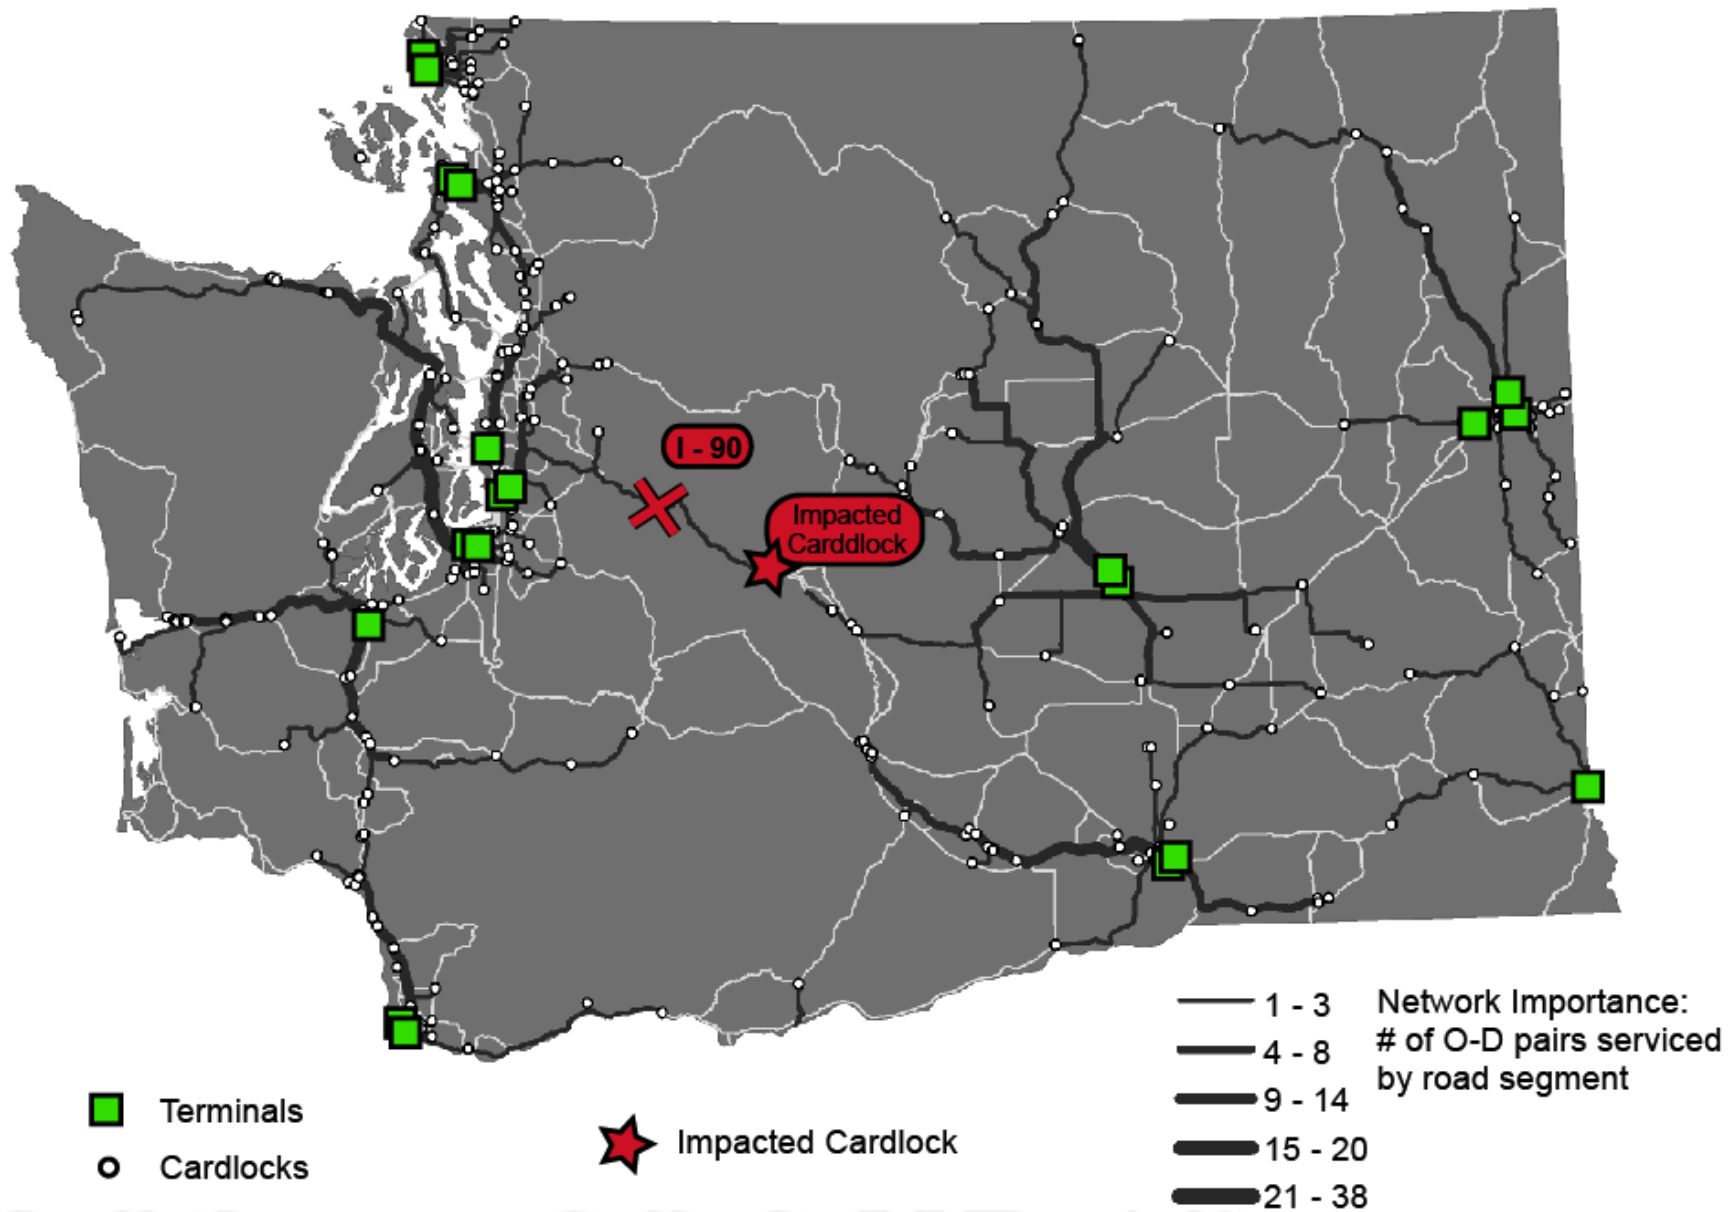 I - 90
Impacted
Carddlock
Terminals
Cardlocks
Impacted Cardlock
1 - 3
4 - 8
9 - 14
15 - 20
21 - 38
Network Importance:
# of O-D pairs serviced
by road segment